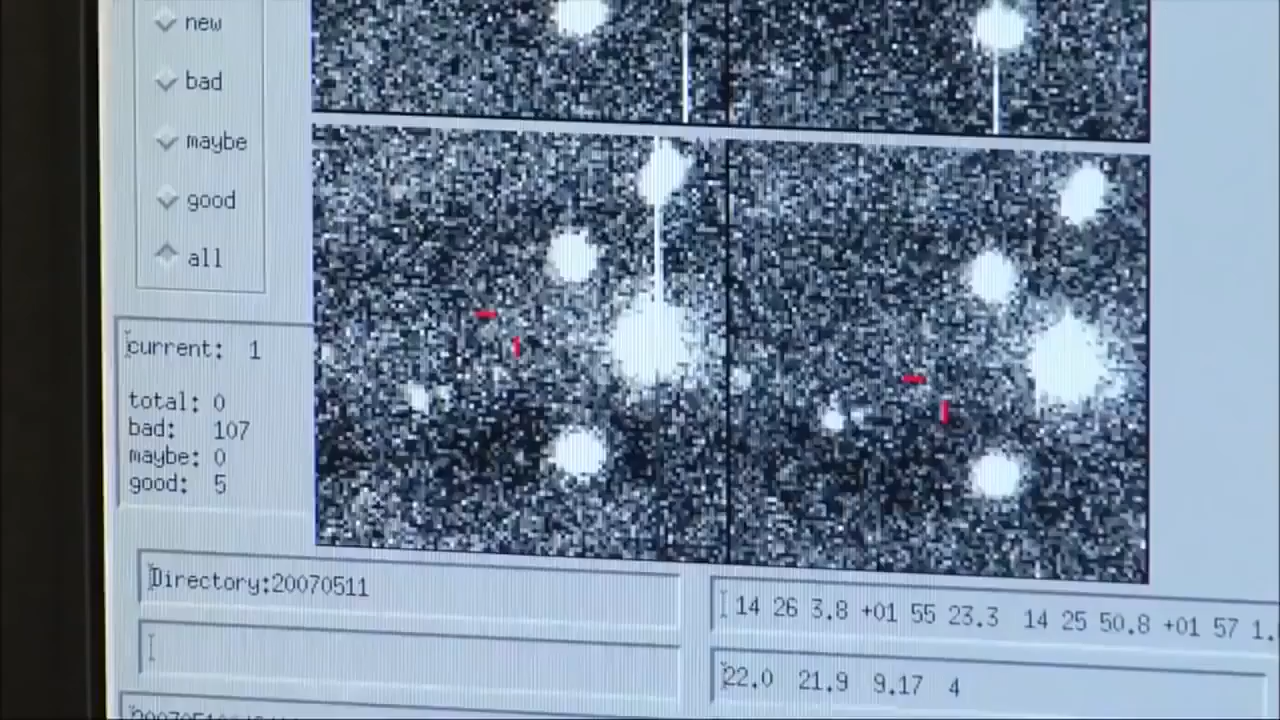 new
bad
maybe
good
all
current: 1
total: 0
bad: 107
maybe: 0
good: 5
Directory:20070511
14 26 3.8 +01 55 23.3 14 25 50.8 +01 57 1.
22.0 21.9 9.17 4